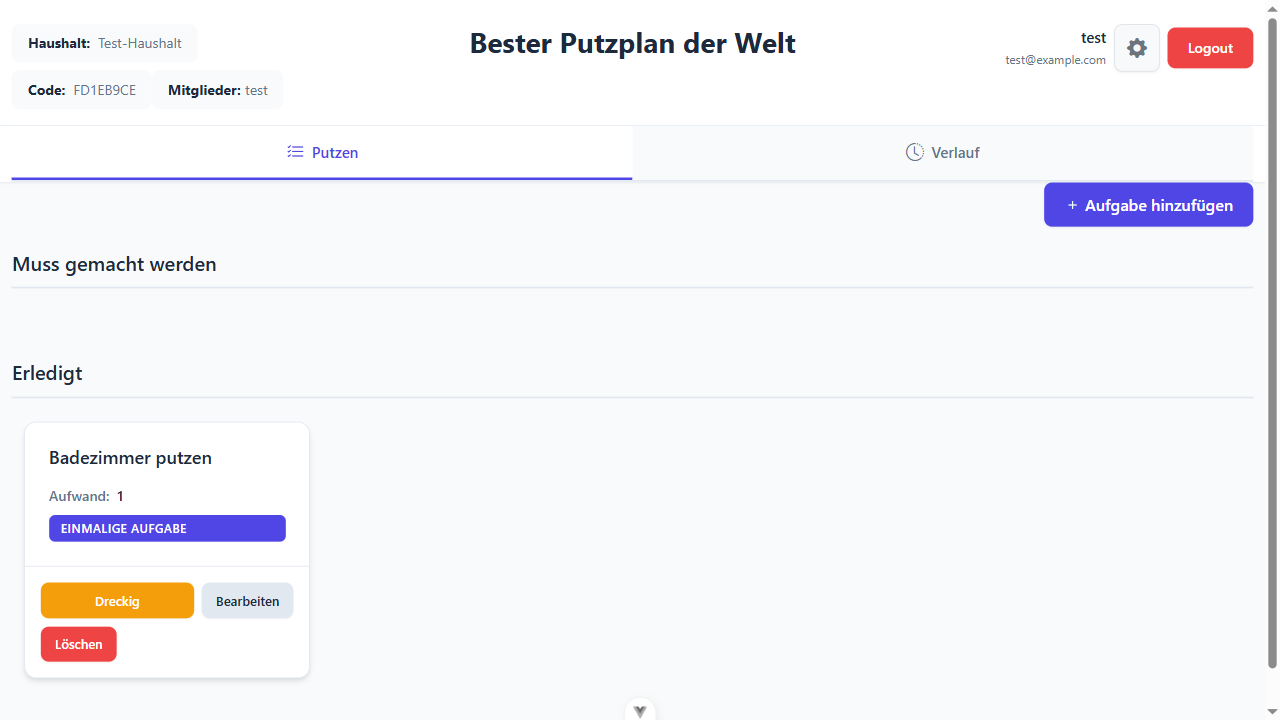 Haushalt: Test-Haushalt
Code: FD1EB9CE
Mitglieder: test
Bester Putzplan der Welt
test
test@example.com
Logout
Putzen
Verlauf
+ Aufgabe hinzufügen
Muss gemacht werden
Erledigt
Badezimmer putzen
Aufwand: 1
EINMALIGE AUFGABE
Dreckig
Bearbeiten
Löschen